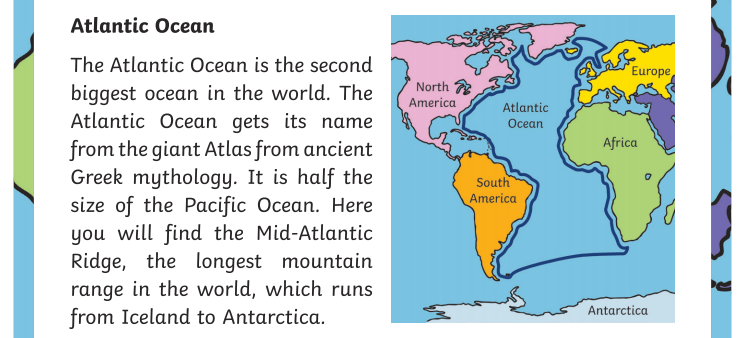 Atlantic Ocean
The Atlantic Ocean is the second
biggest ocean in the world. The
Atlantic Ocean gets its name
from the giant Atlas from ancient
Greek mythology. It is half the
size of the Pacific Ocean. Here
you will find the Mid-Atlantic
Ridge, the longest mountain
range in the world, which runs
from Iceland to Antarctica.
North
America
Atlantic
Ocean
Europe
Africa
South
America
Antarctica